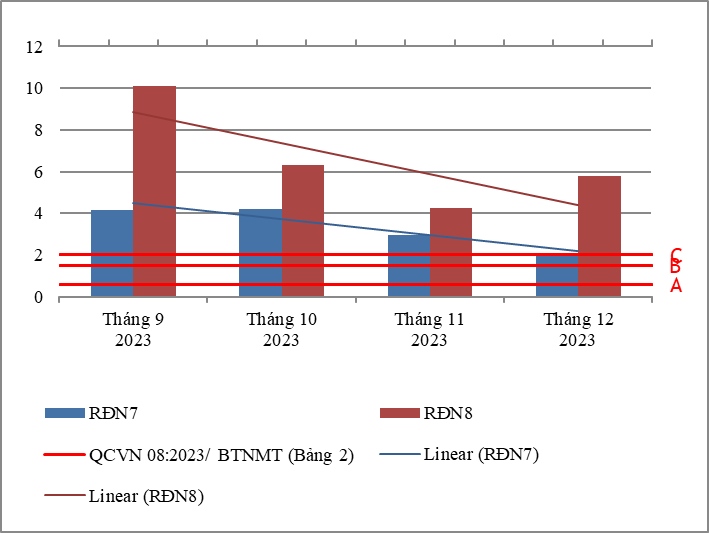 12
10
8
6
4
2
0
C
B
A
Tháng 9
2023
Tháng 10
2023
Tháng 11
2023
Tháng 12
2023
RĐN7
RĐN8
QCVN 08:2023/ BTNMT (Bảng 2)
Linear (RĐN7)
Linear (RĐN8)